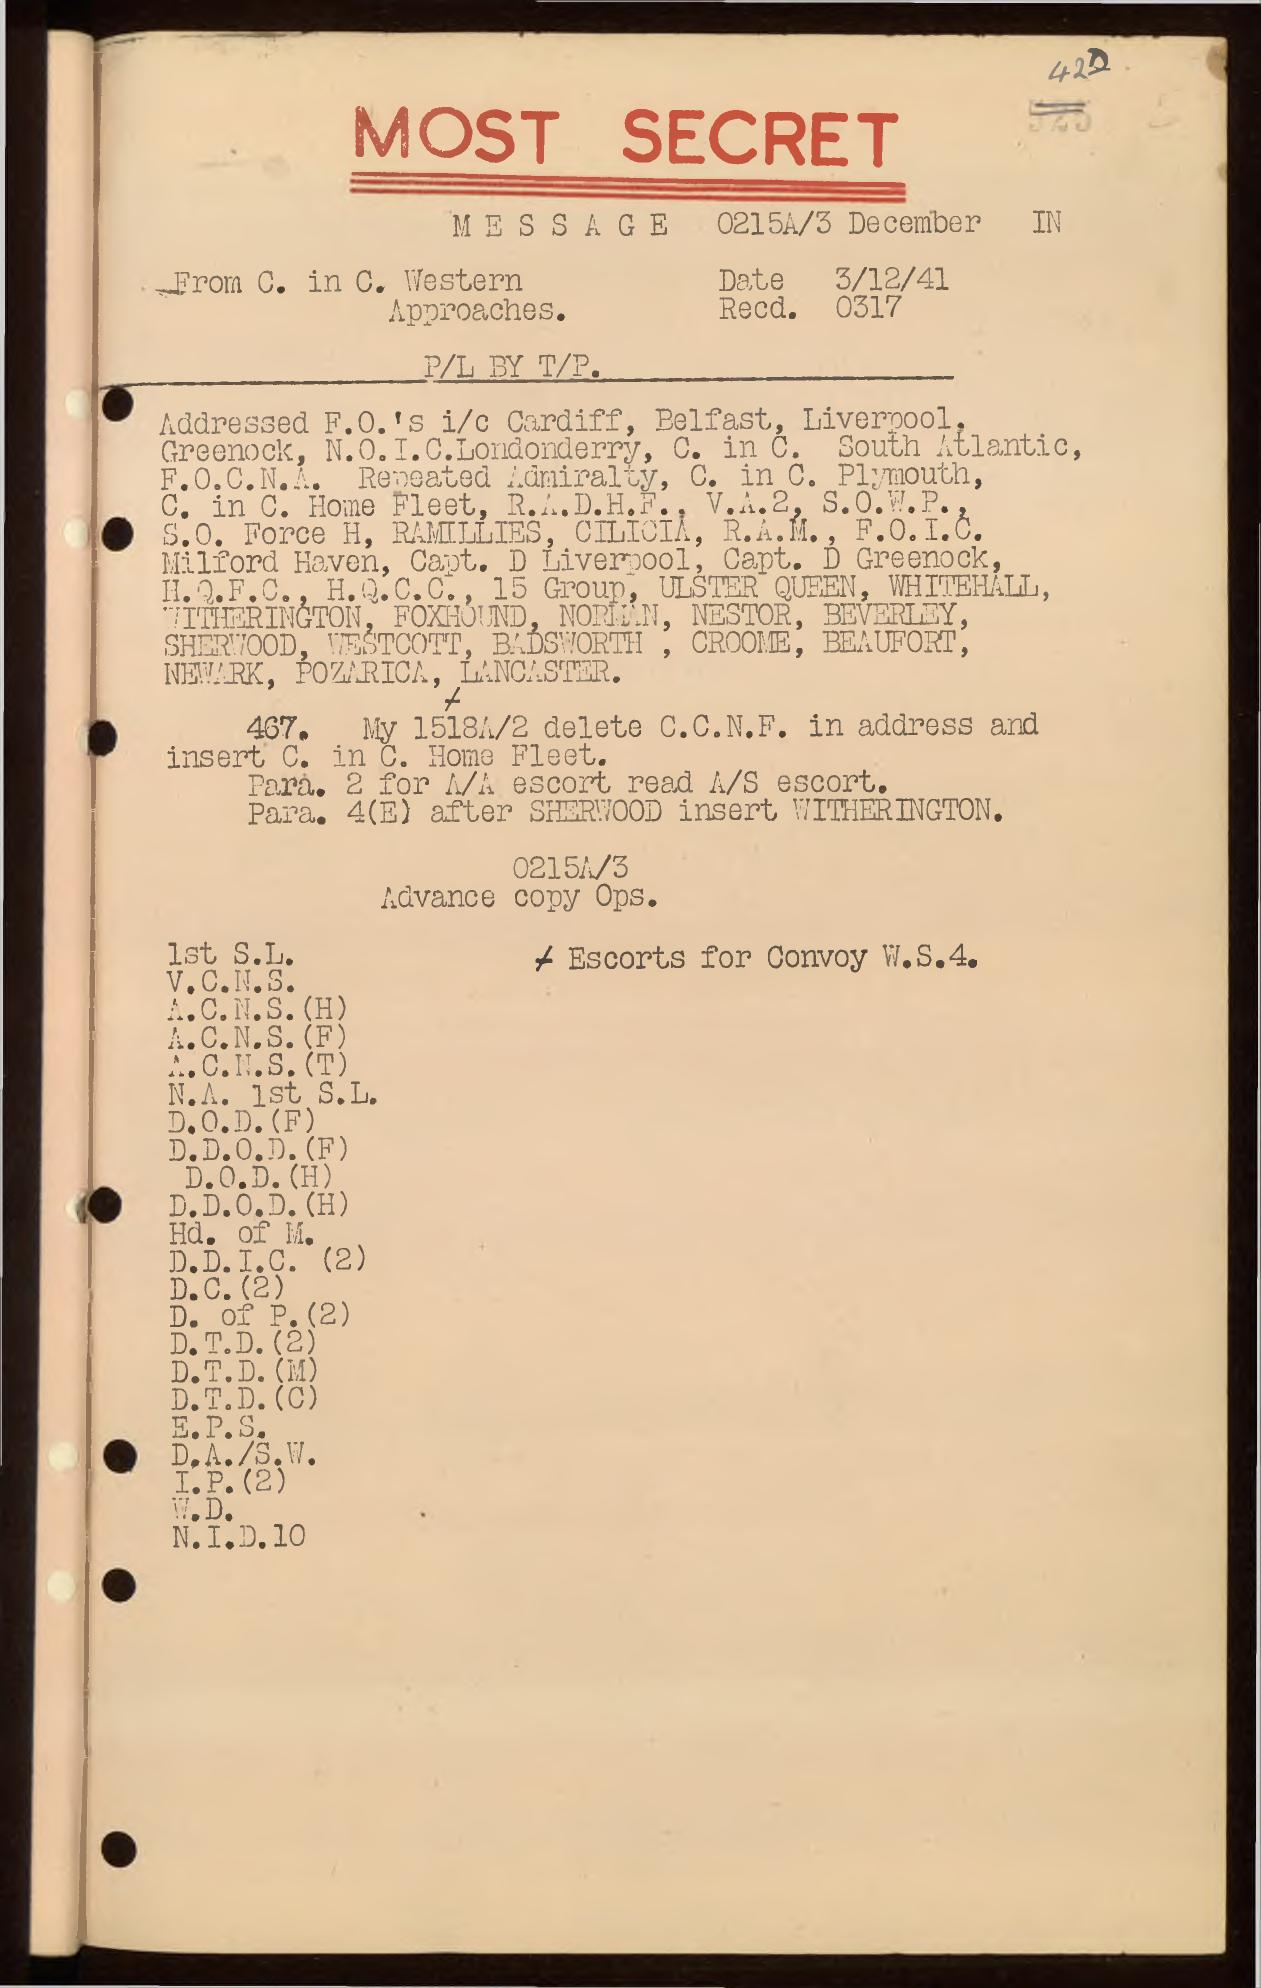 42D
MOST SECRET
MESSAGE 0215A/3 December IN
From C. in C. Western Date 3/12/41
Approaches. Recd. 0317
P/L BY T/P.
Addressed F.O.'s i/c Cardiff, Belfast, Liverpool,
Greenock, N.O.I.C.Londonderry, C. in C. South Atlantic,
F.O.C.N.A. Repeated Admiralty, C. in C. Plymouth,
C. in C. Home Fleet, R.A.D.H.F., V.A.2, S.O.W.P.,
S.O. Force H, RAMILLIES, CILICIA, R.A.M., F.O.I.C.
Milford Haven, Capt. D Liverpool, Capt. D Greenock,
H.Q.F.C., H.Q.C.C., 15 Group, ULSTER QUEEN, WHITEHALL,
WITHERINGTON, FOXHOUND, NORMAN, NESTOR, BEVERLEY,
SHERWOOD, WESTCOTT, BADSWORTH , CROOME, BEAUFORT,
NEWARK, POZARICA, LANCASTER.
467. My 1518A/2 delete C.C.N.F. in address and
insert C. in C. Home Fleet.
Para. 2 for A/A escort read A/S escort.
Para. 4(E) after SHERWOOD insert WITHERINGTON.
0215A/3
Advance copy Ops.
1st S.L. ≠ Escorts for Convoy W.S.4.
V.C.N.S.
A.C.N.S.(H)
A.C.N.S.(F)
A.C.N.S.(T)
N.A. 1st S.L.
D.O.D.(F)
D.D.O.D.(F)
D.O.D.(H)
D.D.O.D.(H)
Hd. of M.
D.D.I.C. (2)
D.C.(2)
D. of P.(2)
D.T.D.(2)
D.T.D.(M)
D.T.D.(C)
E.P.S.
D.A./S.W.
I.P.(2)
W.D.
N.I.D.10